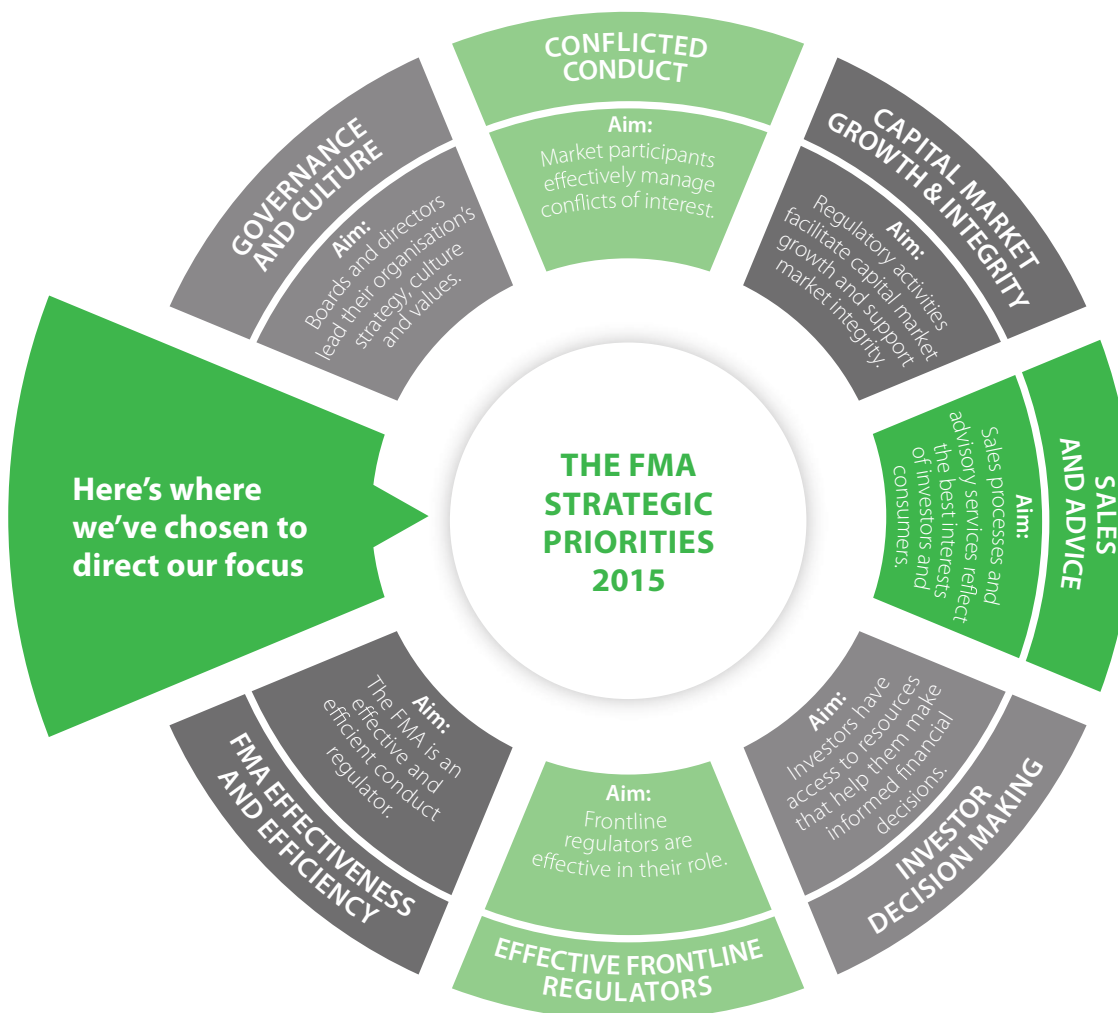 THE FMA
STRATEGIC
PRIORITIES
2015
Here’s where
we’ve chosen to
direct our focus
GOVERNANCE
AND CULTURE
Aim:
Boards and directors
lead their organisation’s
strategy, culture
and values.
CONFLICTED
CONDUCT
Aim:
Market participants
effectively manage
conflicts of interest.
CAPITAL MARKET
GROWTH & INTEGRITY
Aim:
Regulatory activities
facilitate capital market
growth and support
market integrity.
SALES
AND ADVICE
Aim:
Sales processes and
advisory services reflect
the best interests
of investors and
consumers.
INVESTOR
DECISION MAKING
Aim:
Investors have
access to resources
that help them make
informed financial
decisions.
EFFECTIVE FRONTLINE
REGULATORS
Aim:
Frontline
regulators are
effective in their role.
FMA EFFECTIVENESS
AND EFFICIENCY
Aim:
The FMA is an
effective and
efficient conduct
regulator.